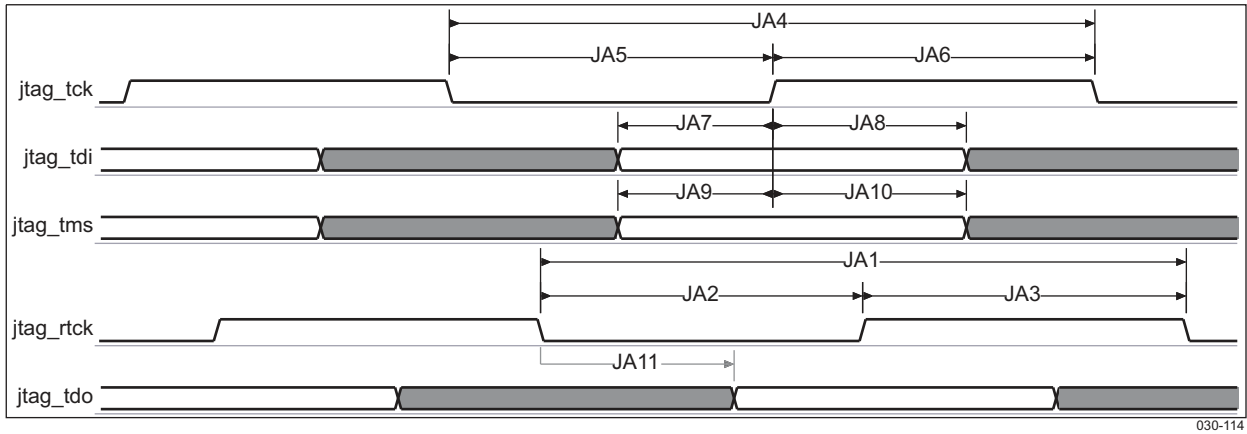 JA4
JA5 JA6
jtag_tck
JA7 JA8
jtag_tdi
JA9 JA10
jtag_tms
JA1
JA2 JA3
jtag_rtck
JA11
jtag_tdo
030-114